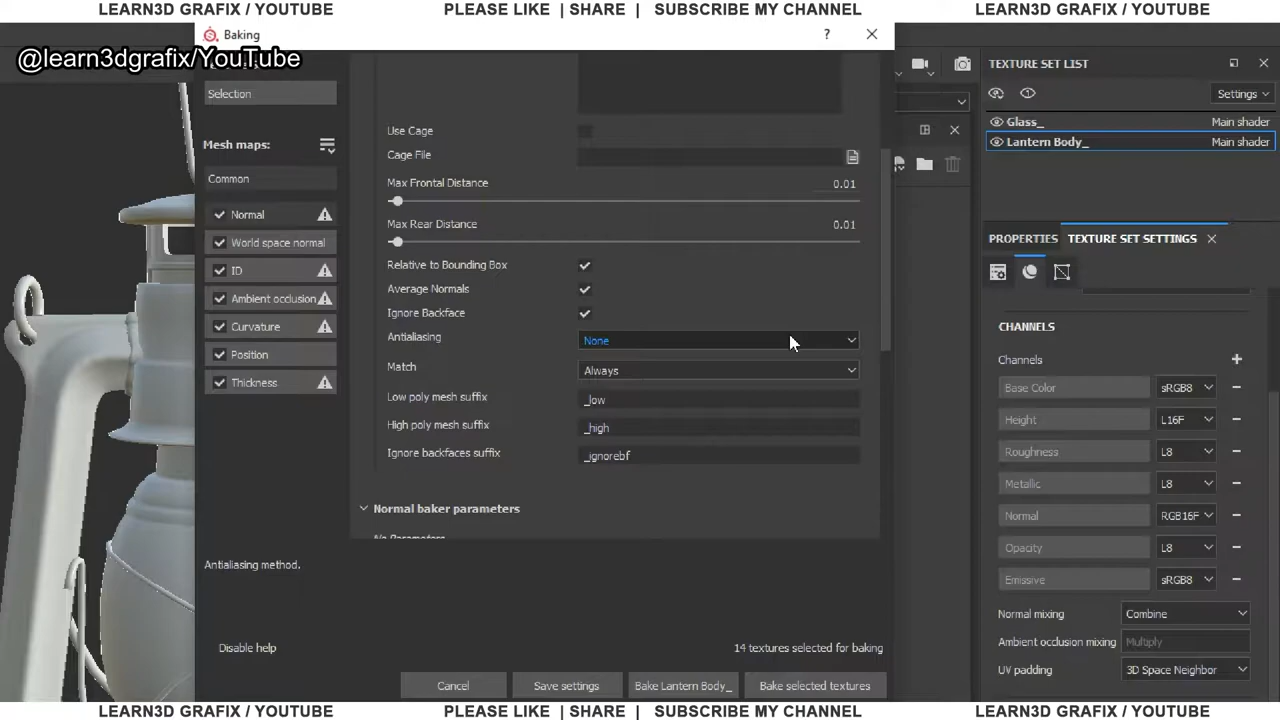 LEARN3D GRAFIX / YOUTUBE PLEASE LIKE | SHARE | SUBSCRIBE MY CHANNEL LEARN3D GRAFIX / YOUTUBE
Baking ?
@learn3dgrafix/YouTube
Selection
Mesh maps:
Common
Normal
World space normal
ID
Ambient occlusion
Curvature
Position
Thickness
Use Cage
Cage File
Max Frontal Distance 0.01
Max Rear Distance 0.01
Relative to Bounding Box
Average Normals
Ignore Backface
Antialiasing None
Match Always
Low poly mesh suffix _low
High poly mesh suffix _high
Ignore backfaces suffix _ignorebf
Normal baker parameters
No Parameters
Antialiasing method.
Disable help 14 textures selected for baking
Cancel Save settings Bake Lantern Body_ Bake selected textures
TEXTURE SET LIST
Settings
Glass_ Main shader
Lantern Body_ Main shader
PROPERTIES TEXTURE SET SETTINGS
CHANNELS
Channels +
Base Color sRGB8
Height L16F
Roughness L8
Metallic L8
Normal RGB16F
Opacity L8
Emissive sRGB8
Normal mixing Combine
Ambient occlusion mixing Multiply
UV padding 3D Space Neighbor
LEARN3D GRAFIX / YOUTUBE PLEASE LIKE | SHARE | SUBSCRIBE MY CHANNEL LEARN3D GRAFIX / YOUTUBE